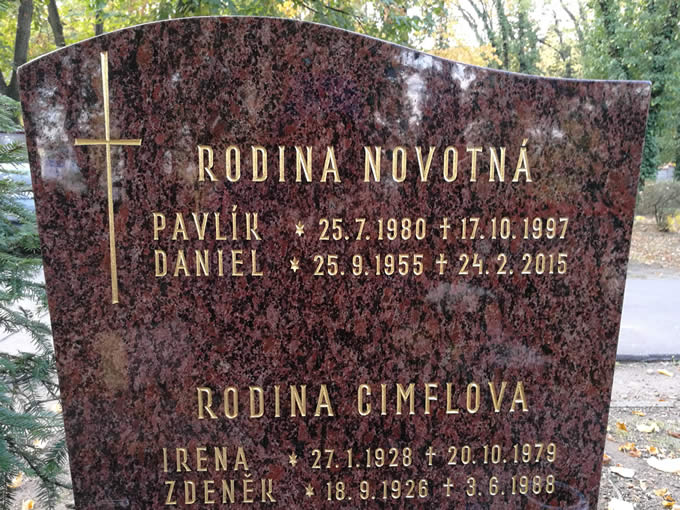 RODINA NOVOTNÁ
PAVLÍK * 25.7.1980 † 17.10.1997
DANIEL * 25.9.1955 † 24.2.2015
RODINA CIMFLOVA
IRENA * 27.1.1928 † 20.10.1979
ZDENĚK * 18.9.1926 † 3.6.1988